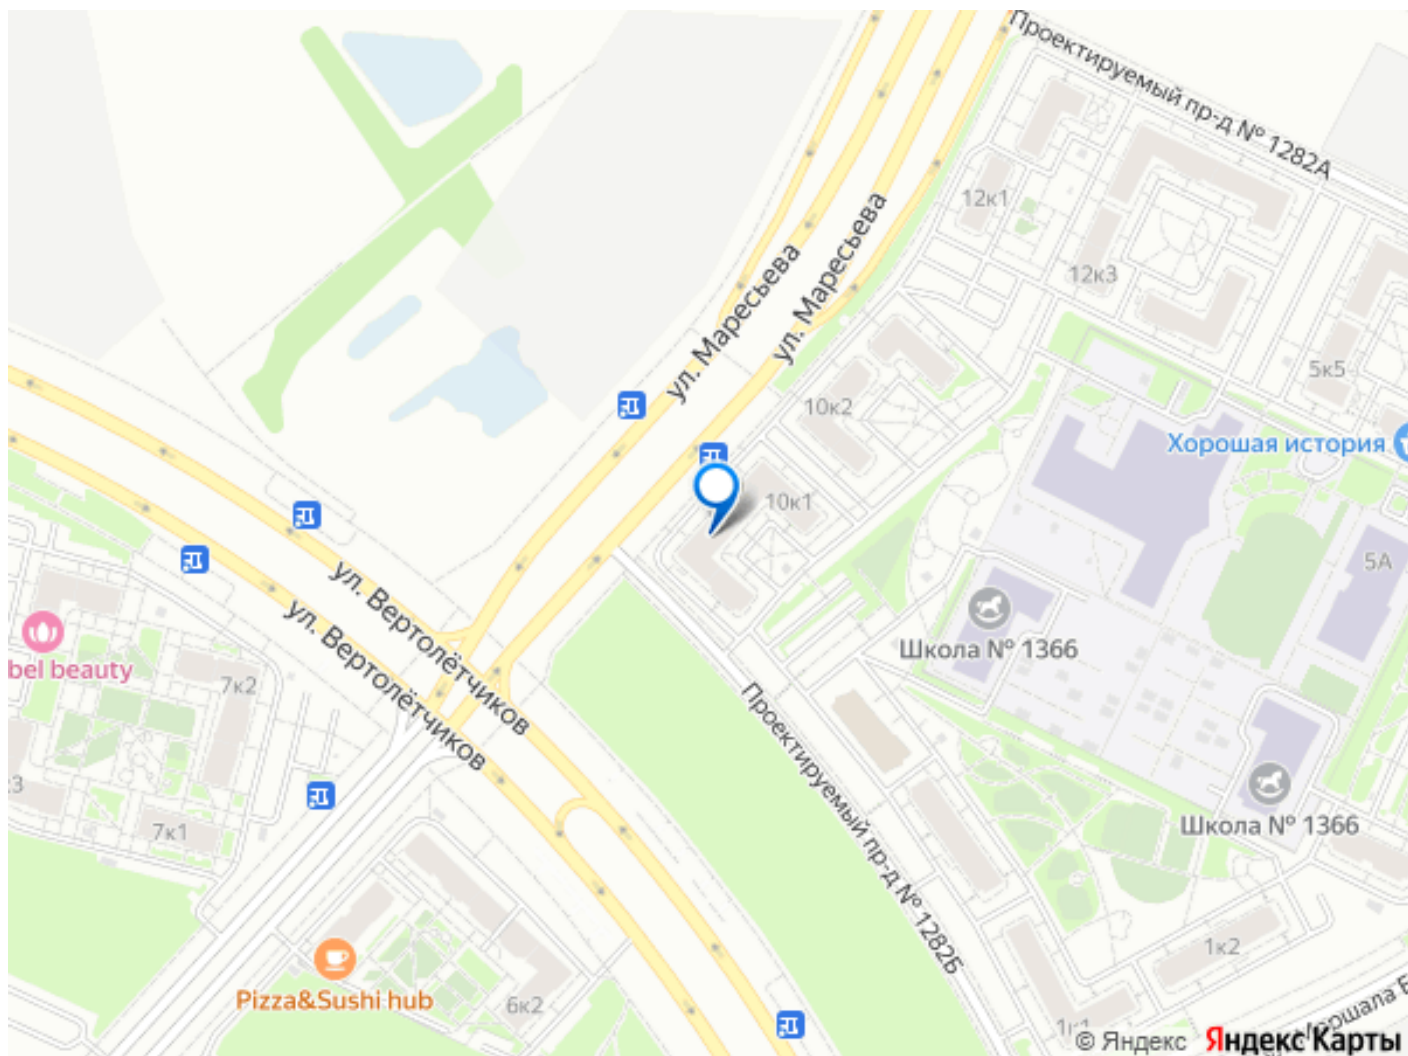 Проектируемый пр-д № 1282А
12к1
ул. Маресьева
ул. Маресьева
12к3
5к5
10к2
Хорошая история
10к1
5А
ул. Вертолётчиков
ул. Вертолётчиков
Школа № 1366
bel beauty
7к2
Проектируемый пр-д № 1282Б
7к1
Школа № 1366
1к2
Pizza&Sushi hub
6к2
1к1
Маршала
© Яндекс
Яндекс Карты